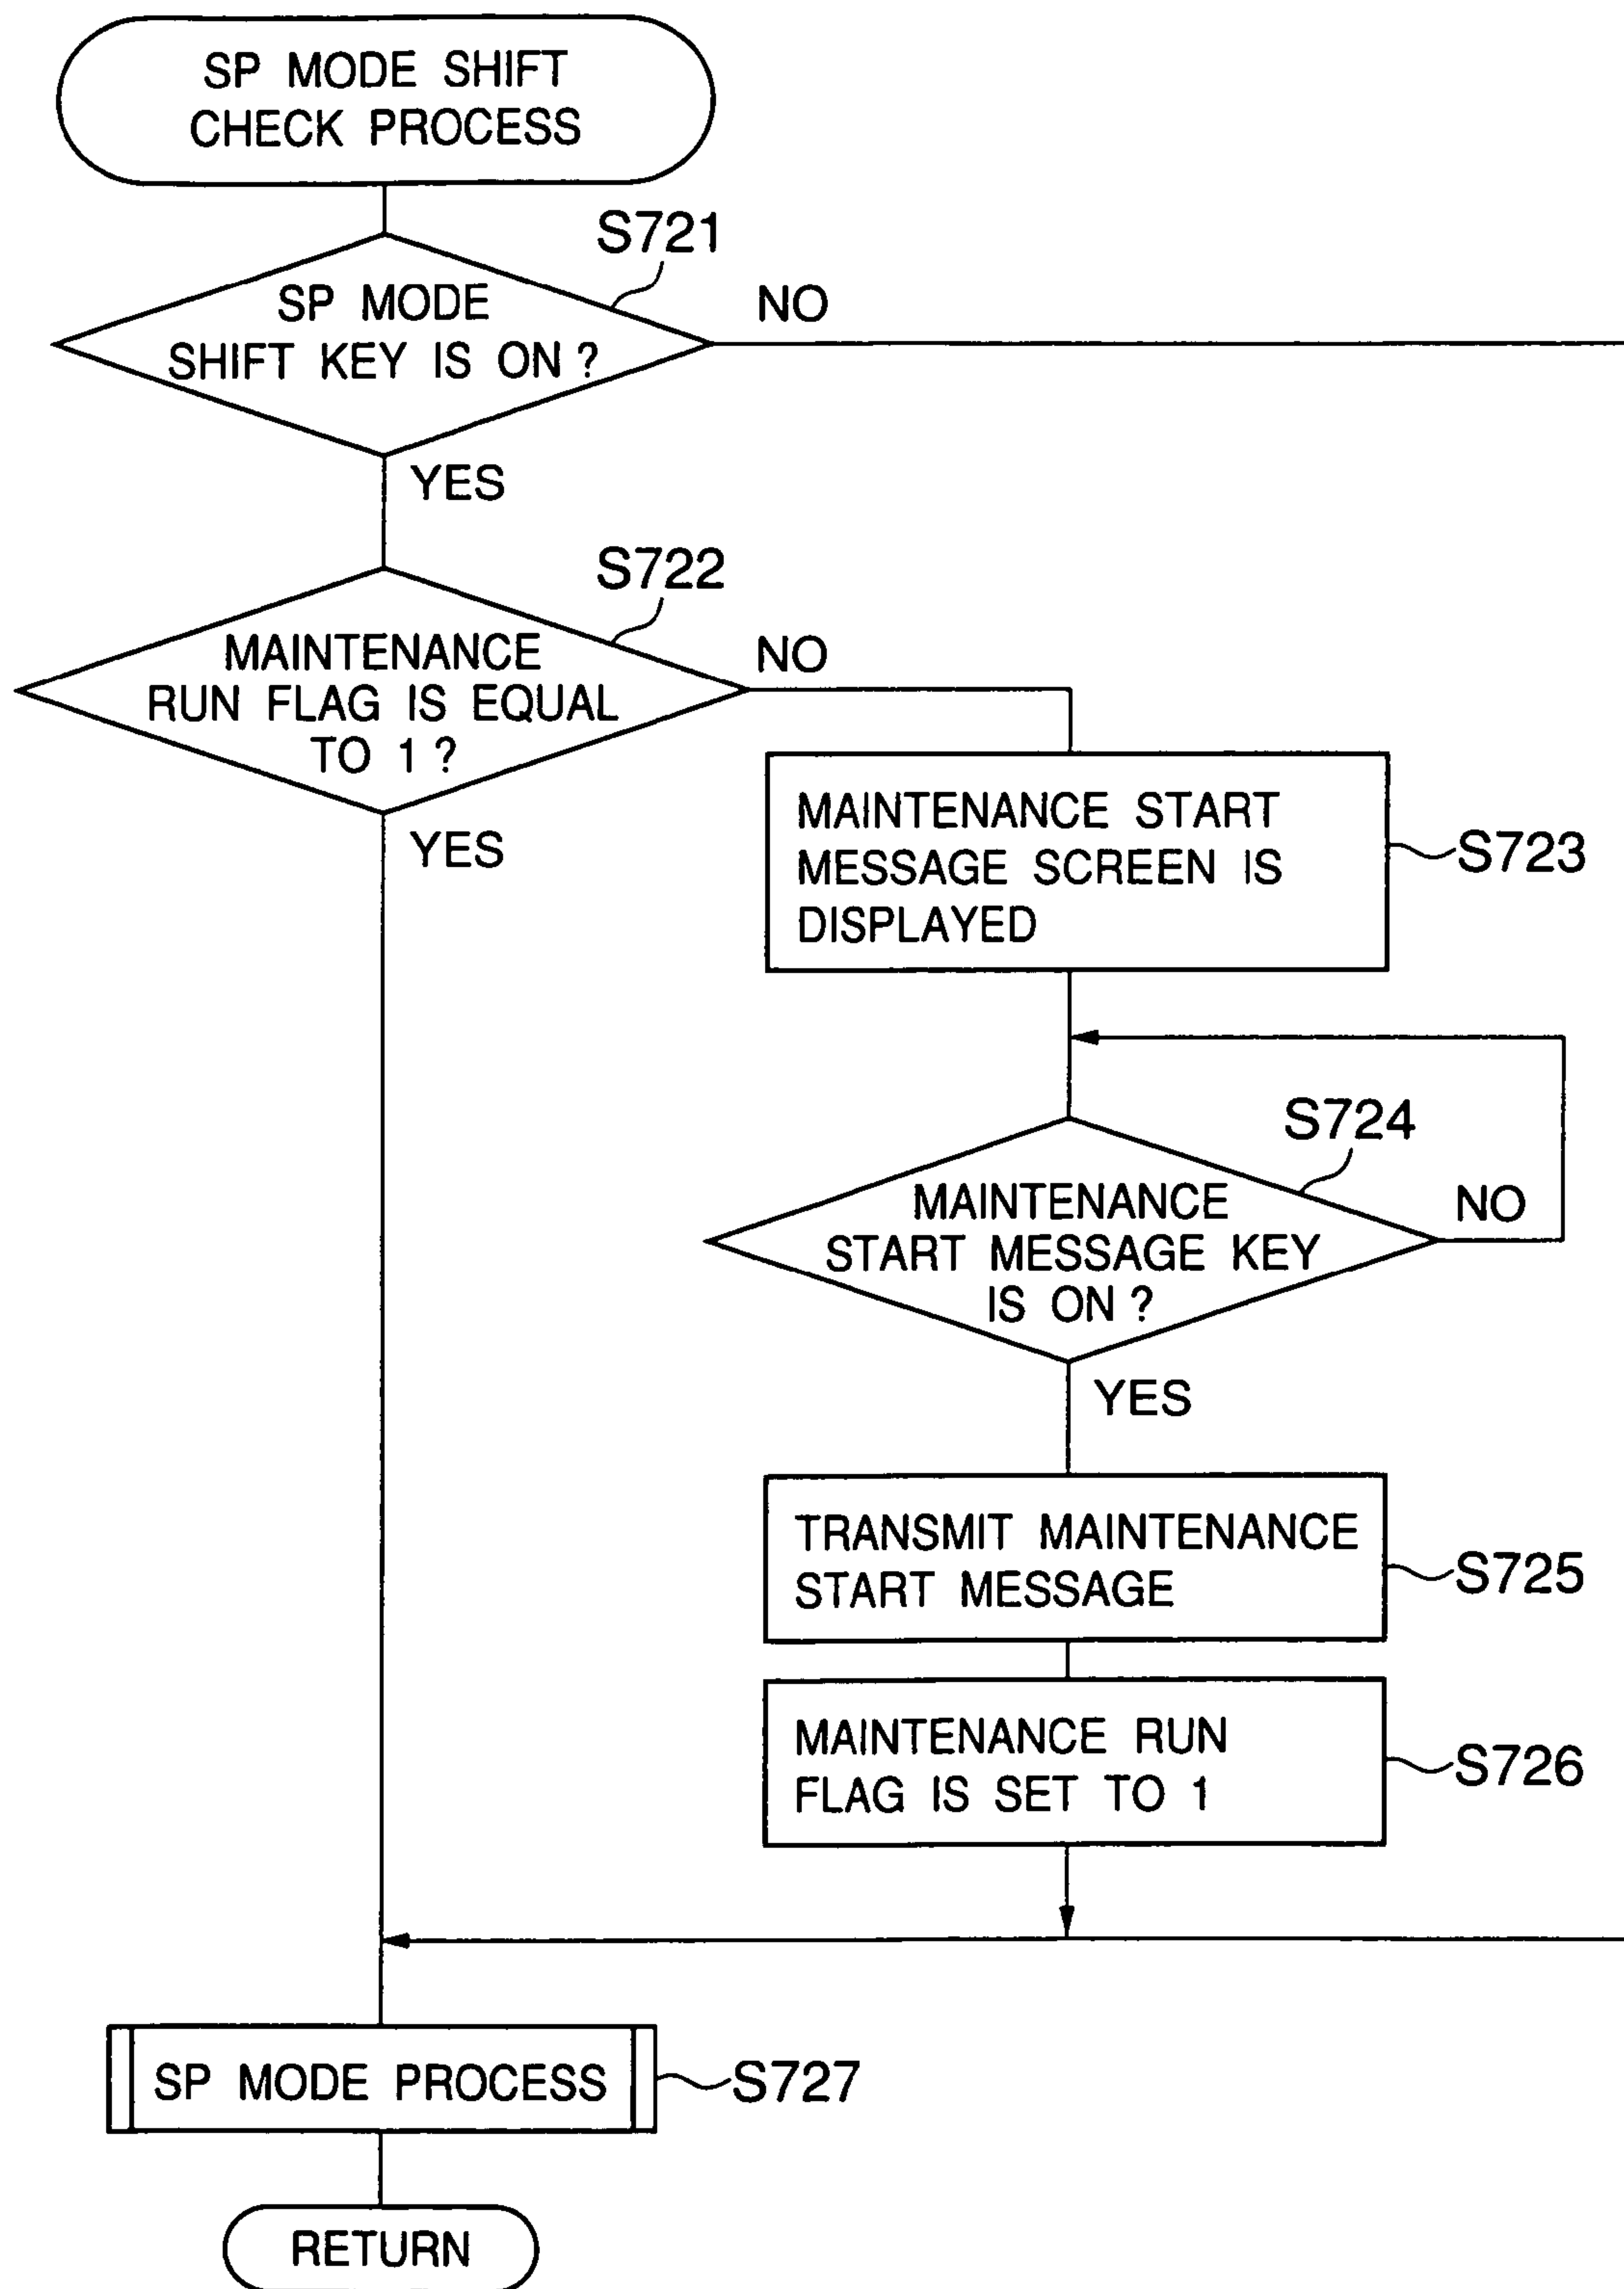 SP MODE SHIFT
CHECK PROCESS
S721
SP MODE
SHIFT KEY IS ON ?
NO
YES
S722
MAINTENANCE
RUN FLAG IS EQUAL
TO 1 ?
NO
YES
MAINTENANCE START
MESSAGE SCREEN IS
DISPLAYED
S723
S724
MAINTENANCE
START MESSAGE KEY
IS ON ?
NO
YES
TRANSMIT MAINTENANCE
START MESSAGE
S725
MAINTENANCE RUN
FLAG IS SET TO 1
S726
SP MODE PROCESS
S727
RETURN